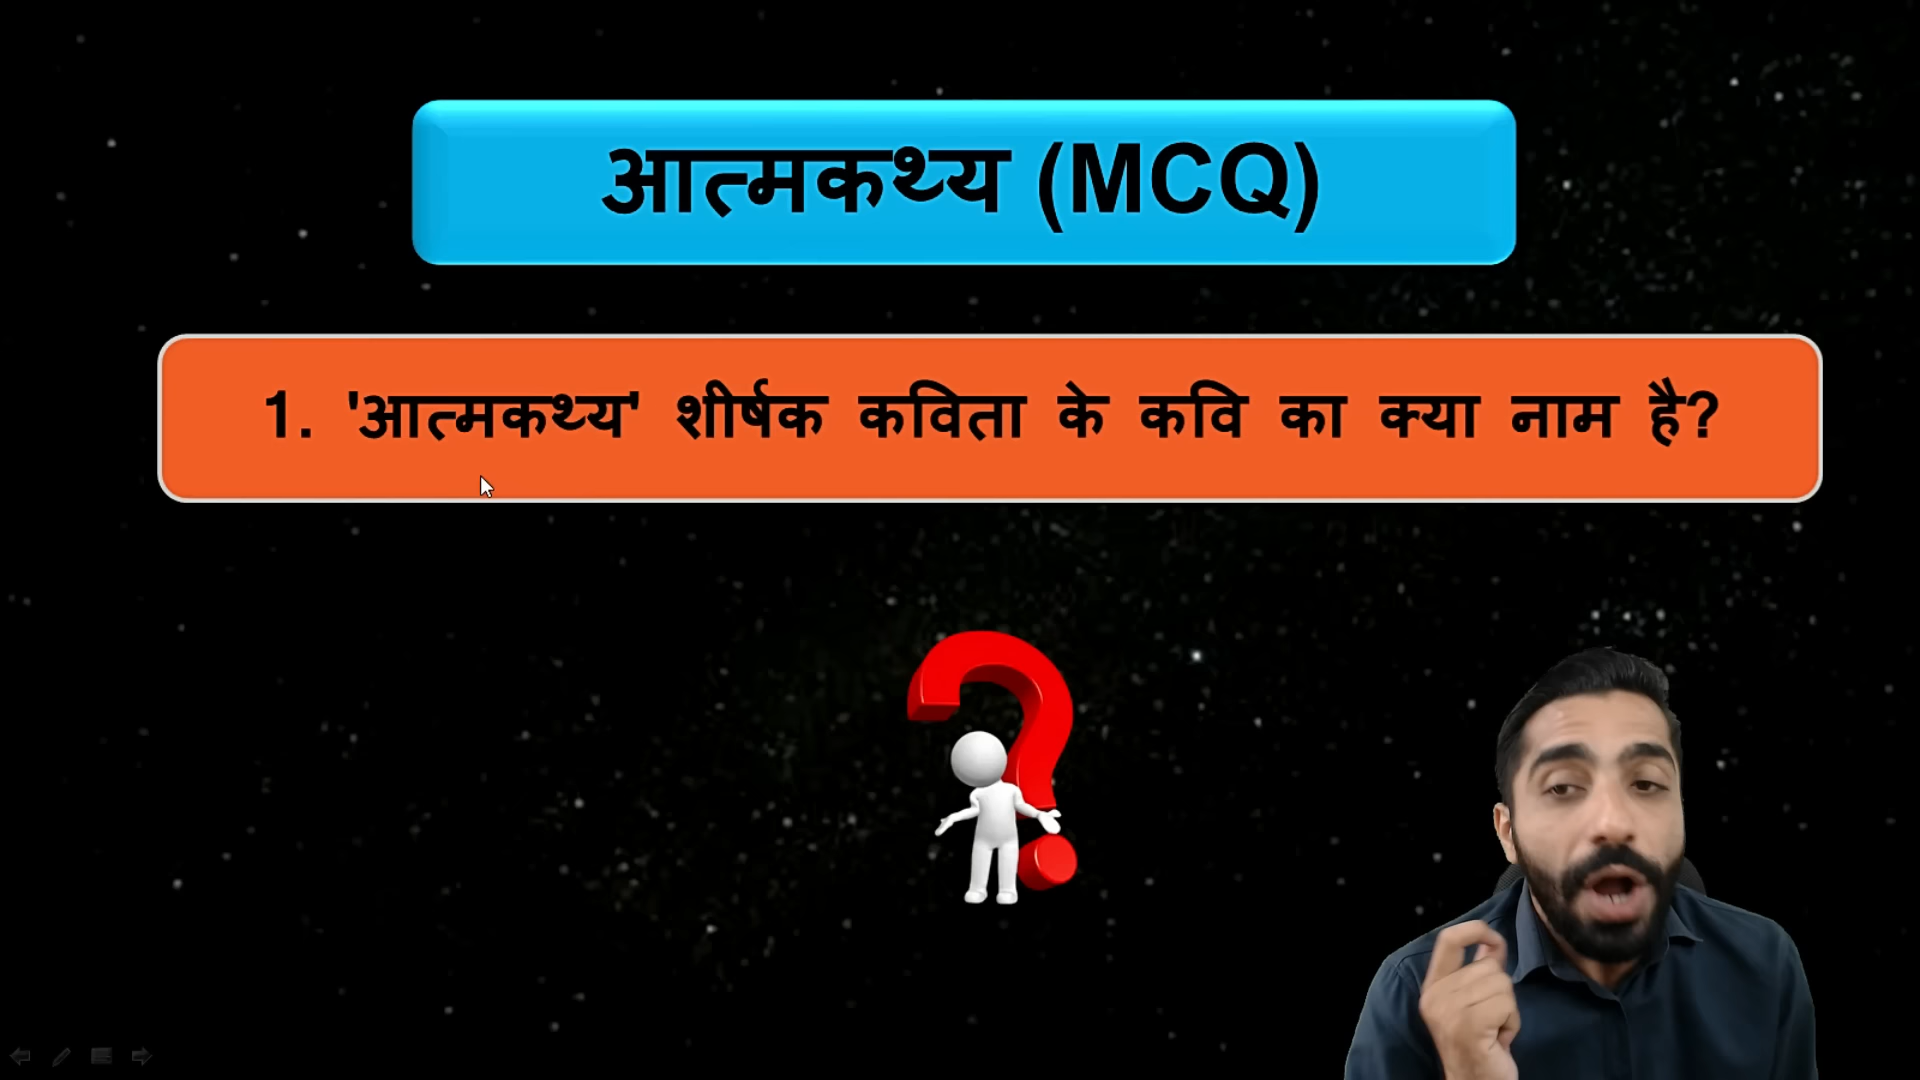 आत्मकथ्य (MCQ)
1. 'आत्मकथ्य' शीर्षक कविता के कवि का क्या नाम है?